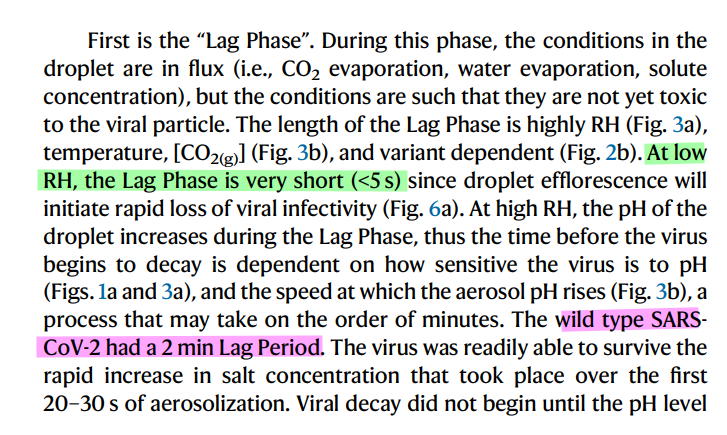 First is the “Lag Phase”. During this phase, the conditions in the
droplet are in flux (i.e., CO2 evaporation, water evaporation, solute
concentration), but the conditions are such that they are not yet toxic
to the viral particle. The length of the Lag Phase is highly RH (Fig. 3a),
temperature, [CO2(g)] (Fig. 3b), and variant dependent (Fig. 2b). At low
RH, the Lag Phase is very short (<5 s) since droplet efflorescence will
initiate rapid loss of viral infectivity (Fig. 6a). At high RH, the pH of the
droplet increases during the Lag Phase, thus the time before the virus
begins to decay is dependent on how sensitive the virus is to pH
(Figs. 1a and 3a), and the speed at which the aerosol pH rises (Fig. 3b), a
process that may take on the order of minutes. The wild type SARS-
CoV-2 had a 2 min Lag Period. The virus was readily able to survive the
rapid increase in salt concentration that took place over the first
20–30 s of aerosolization. Viral decay did not begin until the pH level